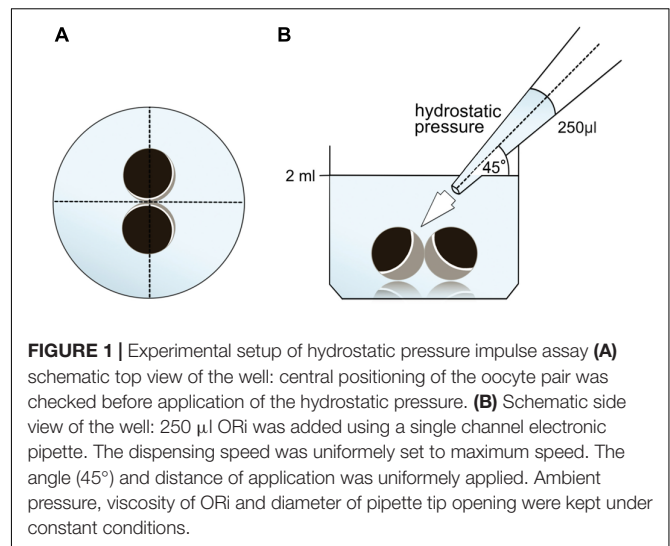 A
B
hydrostatic
pressure
250µl
45°
2 ml
FIGURE 1 | Experimental setup of hydrostatic pressure impulse assay (A)
schematic top view of the well: central positioning of the oocyte pair was
checked before application of the hydrostatic pressure. (B) Schematic side
view of the well: 250 µl ORi was added using a single channel electronic
pipette. The dispensing speed was uniformely set to maximum speed. The
angle (45°) and distance of application was uniformely applied. Ambient
pressure, viscosity of ORi and diameter of pipette tip opening were kept under
constant conditions.